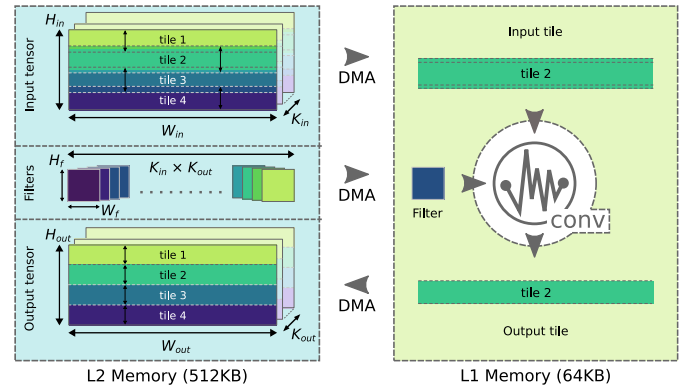 Input tensor
H_in
tile 1
tile 2
tile 3
tile 4
W_in
K_in
Filters
H_f
K_in × K_out
W_f
Output tensor
H_out
tile 1
tile 2
tile 3
tile 4
W_out
K_out
L2 Memory (512KB)
DMA
DMA
DMA
Input tile
tile 2
Filter
conv
tile 2
Output tile
L1 Memory (64KB)